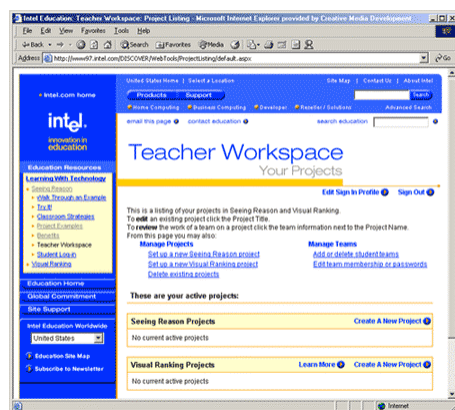 Intel Education: Teacher Workspace: Project Listing - Microsoft Internet Explorer provided by Creative Media Development
File Edit View Favorites Tools Help
Back Search Favorites Media
Address http://www97.intel.com/DISCOVER/WebTools/ProjectListing/default.aspx Go
United States Home | Select a Location Site Map | Contact Us | About Intel
Intel.com home
Products Support Search
Home Computing Business Computing Developer Reseller / Solutions Advanced Search
email this page contact education search education
intel.
innovation in
education
Teacher Workspace
Your Projects
Edit Sign In Profile Sign Out
Education Resources
Learning With Technology
Seeing Reason
Walk Through an Example
Try It!
Classroom Strategies
Project Examples
Benefits
Teacher Workspace
Student Log-in
Visual Ranking
Education Home
Global Commitment
Site Support
Intel Education Worldwide
United States
Education Site Map
Subscribe to Newsletter
This is a listing of your projects in Seeing Reason and Visual Ranking.
To edit an existing project click the Project Title.
To review the work of a team on a project click the team information next to the Project Name.
From this page you may also:
Manage Projects Manage Teams
Set up a new Seeing Reason project Add or delete student teams
Set up a new Visual Ranking project Edit team membership or passwords
Delete existing projects
These are your active projects:
Seeing Reason Projects Create A New Project
No current active projects
Visual Ranking Projects Learn More Create A New Project
No current active projects
Internet